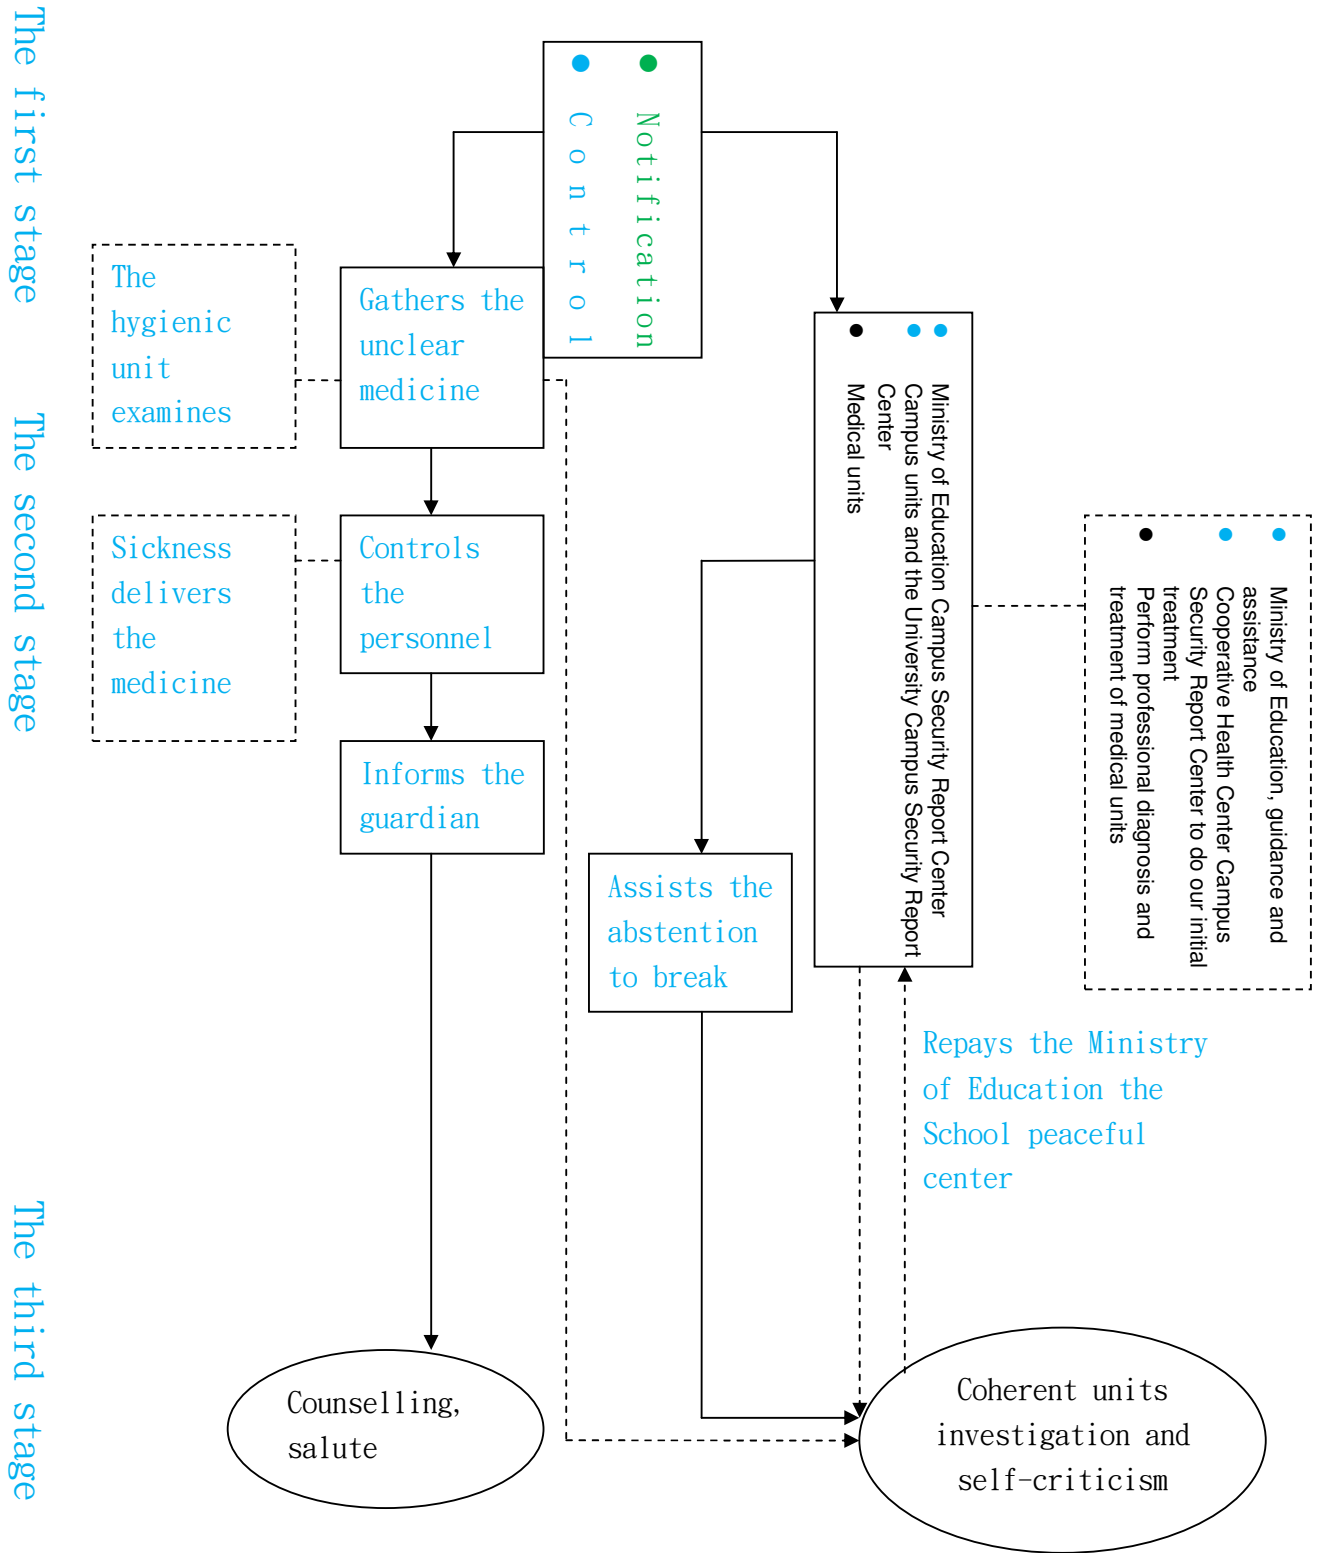 The first stage
Notification
Control
The
hygienic
unit
examines
Gathers the
unclear
medicine
Ministry of Education Campus Security Report Center
Campus units and the University Campus Security Report
Center
Medical units
The second stage
Sickness
delivers
the
medicine
Controls
the
personnel
Ministry of Education, guidance and
assistance
Cooperative Health Center Campus
Security Report Center to do our initial
treatment
Perform professional diagnosis and
treatment of medical units
Informs the
guardian
Assists the
abstention
to break
Repays the Ministry
of Education the
School peaceful
center
The third stage
Counselling,
salute
Coherent units
investigation and
self-criticism